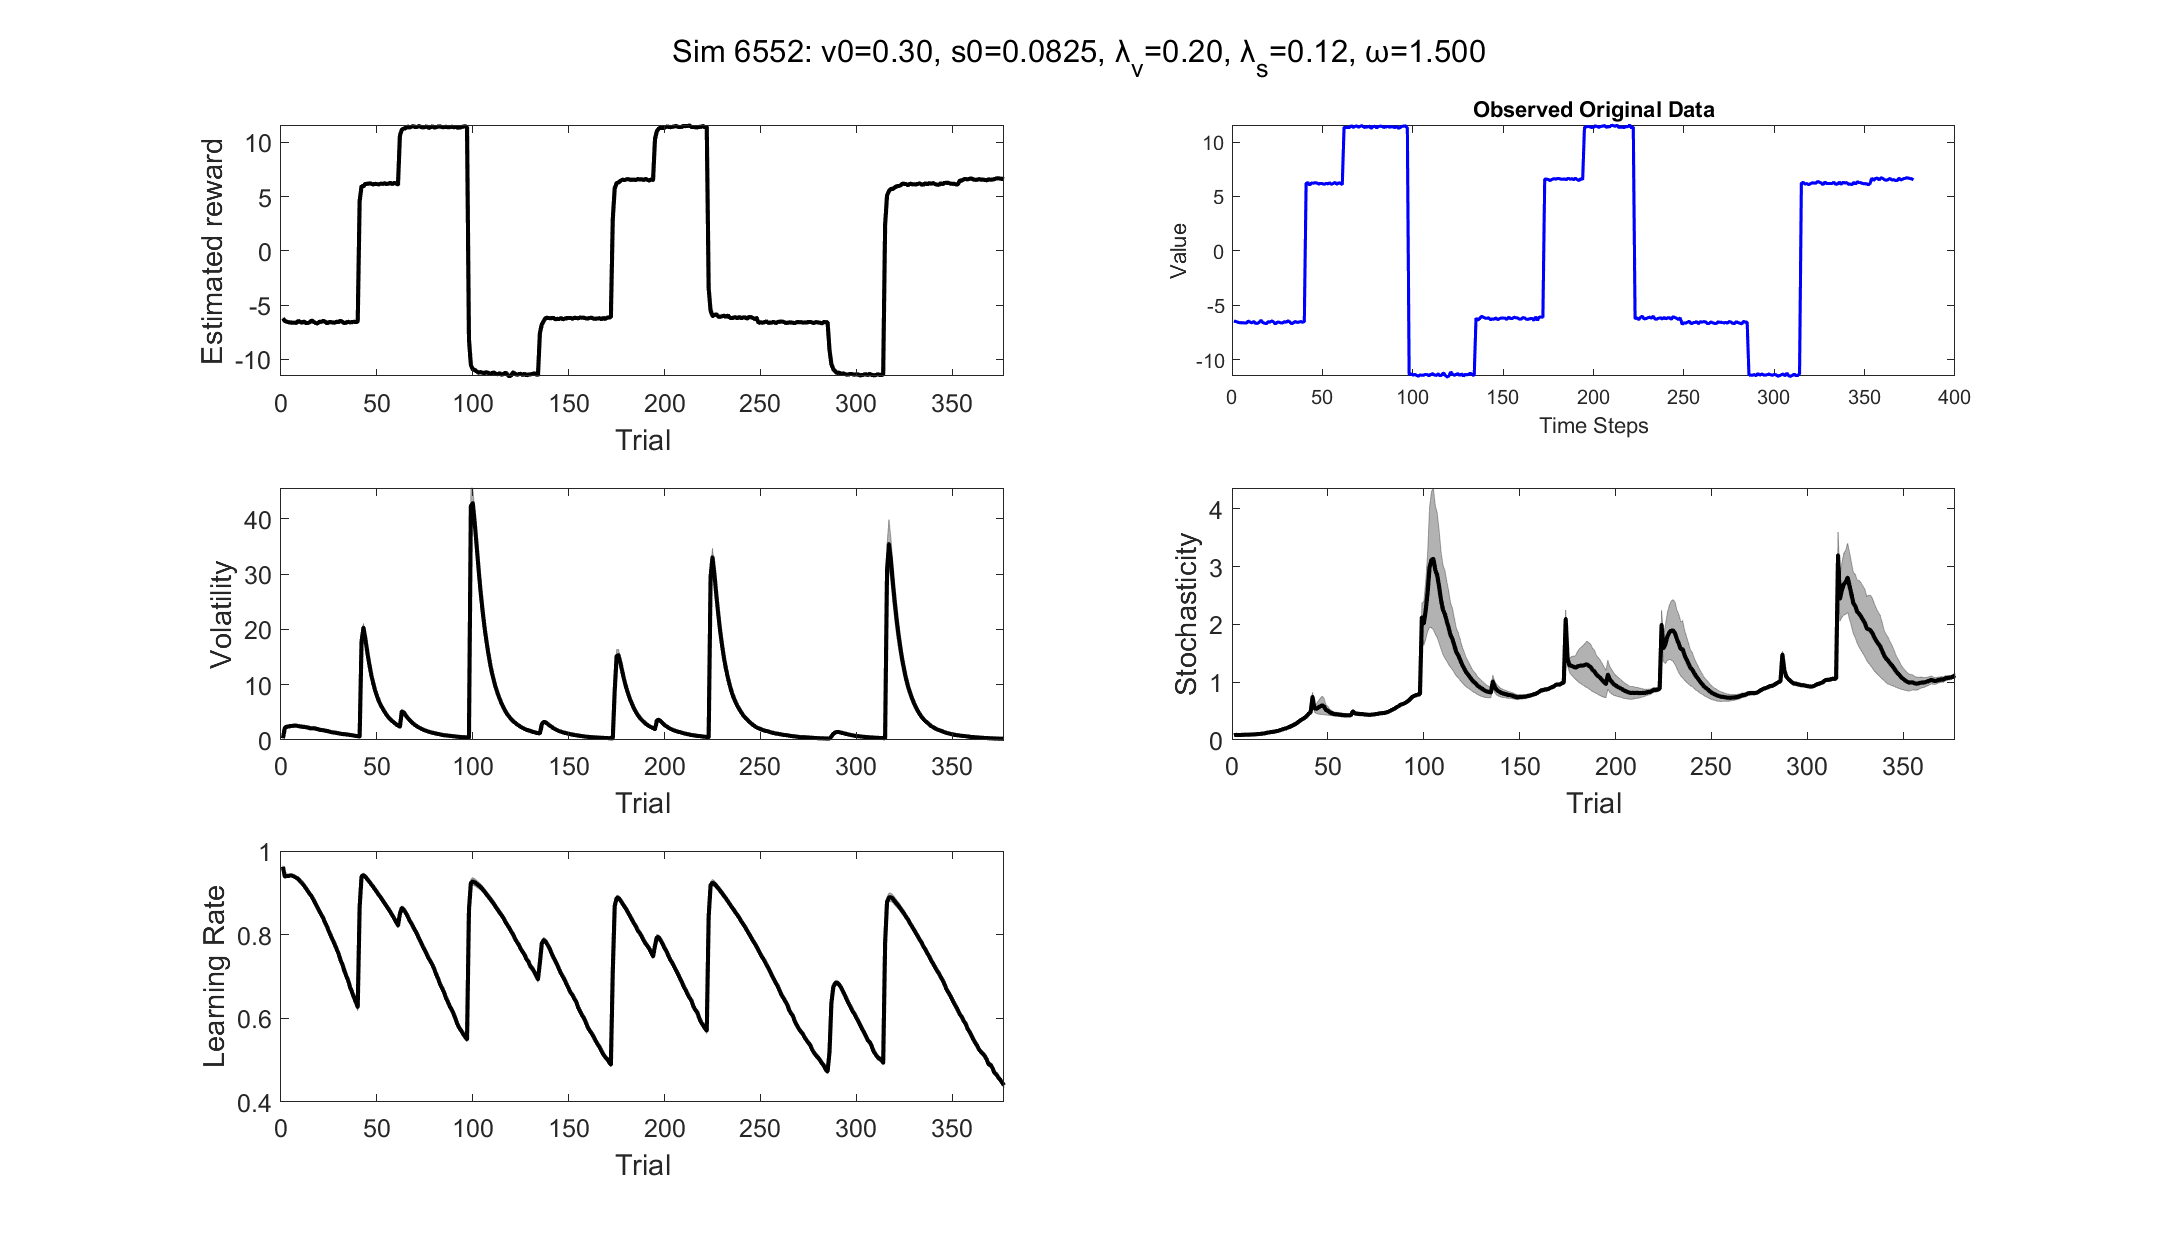 Sim 6552: v0=0.30, s0=0.0825, λ_v=0.20, λ_s=0.12, ω=1.500
Estimated reward
10
5
0
-5
-10
0 50 100 150 200 250 300 350
Trial
Observed Original Data
Value
10
5
0
-5
-10
0 50 100 150 200 250 300 350 400
Time Steps
Volatility
40
30
20
10
0
0 50 100 150 200 250 300 350
Trial
Stochasticity
4
3
2
1
0
0 50 100 150 200 250 300 350
Trial
Learning Rate
1
0.8
0.6
0.4
0 50 100 150 200 250 300 350
Trial